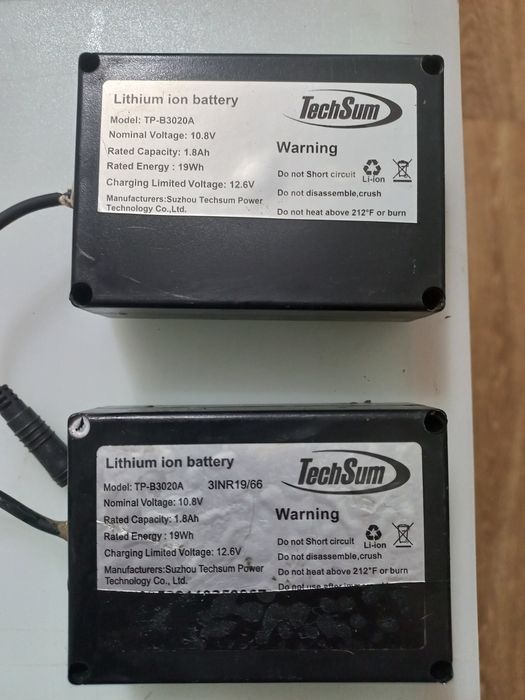 Lithium ion battery
TechSum
Model: TP-B3020A
Nominal Voltage: 10.8V
Rated Capacity: 1.8Ah
Rated Energy : 19Wh
Charging Limited Voltage: 12.6V
Manufacturers:Suzhou Techsum Power
Technology Co.,Ltd.
Warning
Do not Short circuit
Li-ion
Do not disassemble,crush
Do not heat above 212°F or burn
Lithium ion battery
TechSum
Model: TP-B3020A 3INR19/66
Nominal Voltage: 10.8V
Rated Capacity: 1.8Ah
Rated Energy : 19Wh
Charging Limited Voltage: 12.6V
Manufacturers:Suzhou Techsum Power
Technology Co., Ltd.
Warning
Do not Short circuit
Li-ion
Do not disassemble,crush
Do not heat above 212°F or burn
Do not use after